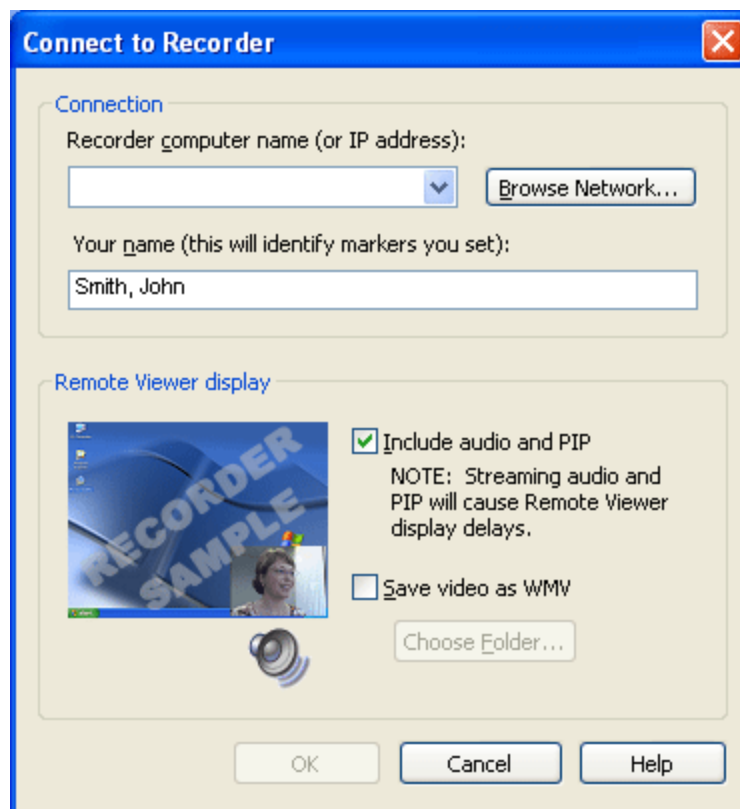 Connect to Recorder
Connection
Recorder computer name (or IP address):
Browse Network...
Your name (this will identify markers you set):
Smith, John
Remote Viewer display
RECORDER
SAMPLE
Include audio and PIP
NOTE: Streaming audio and
PIP will cause Remote Viewer
display delays.
Save video as WMV
Choose Folder...
OK
Cancel
Help